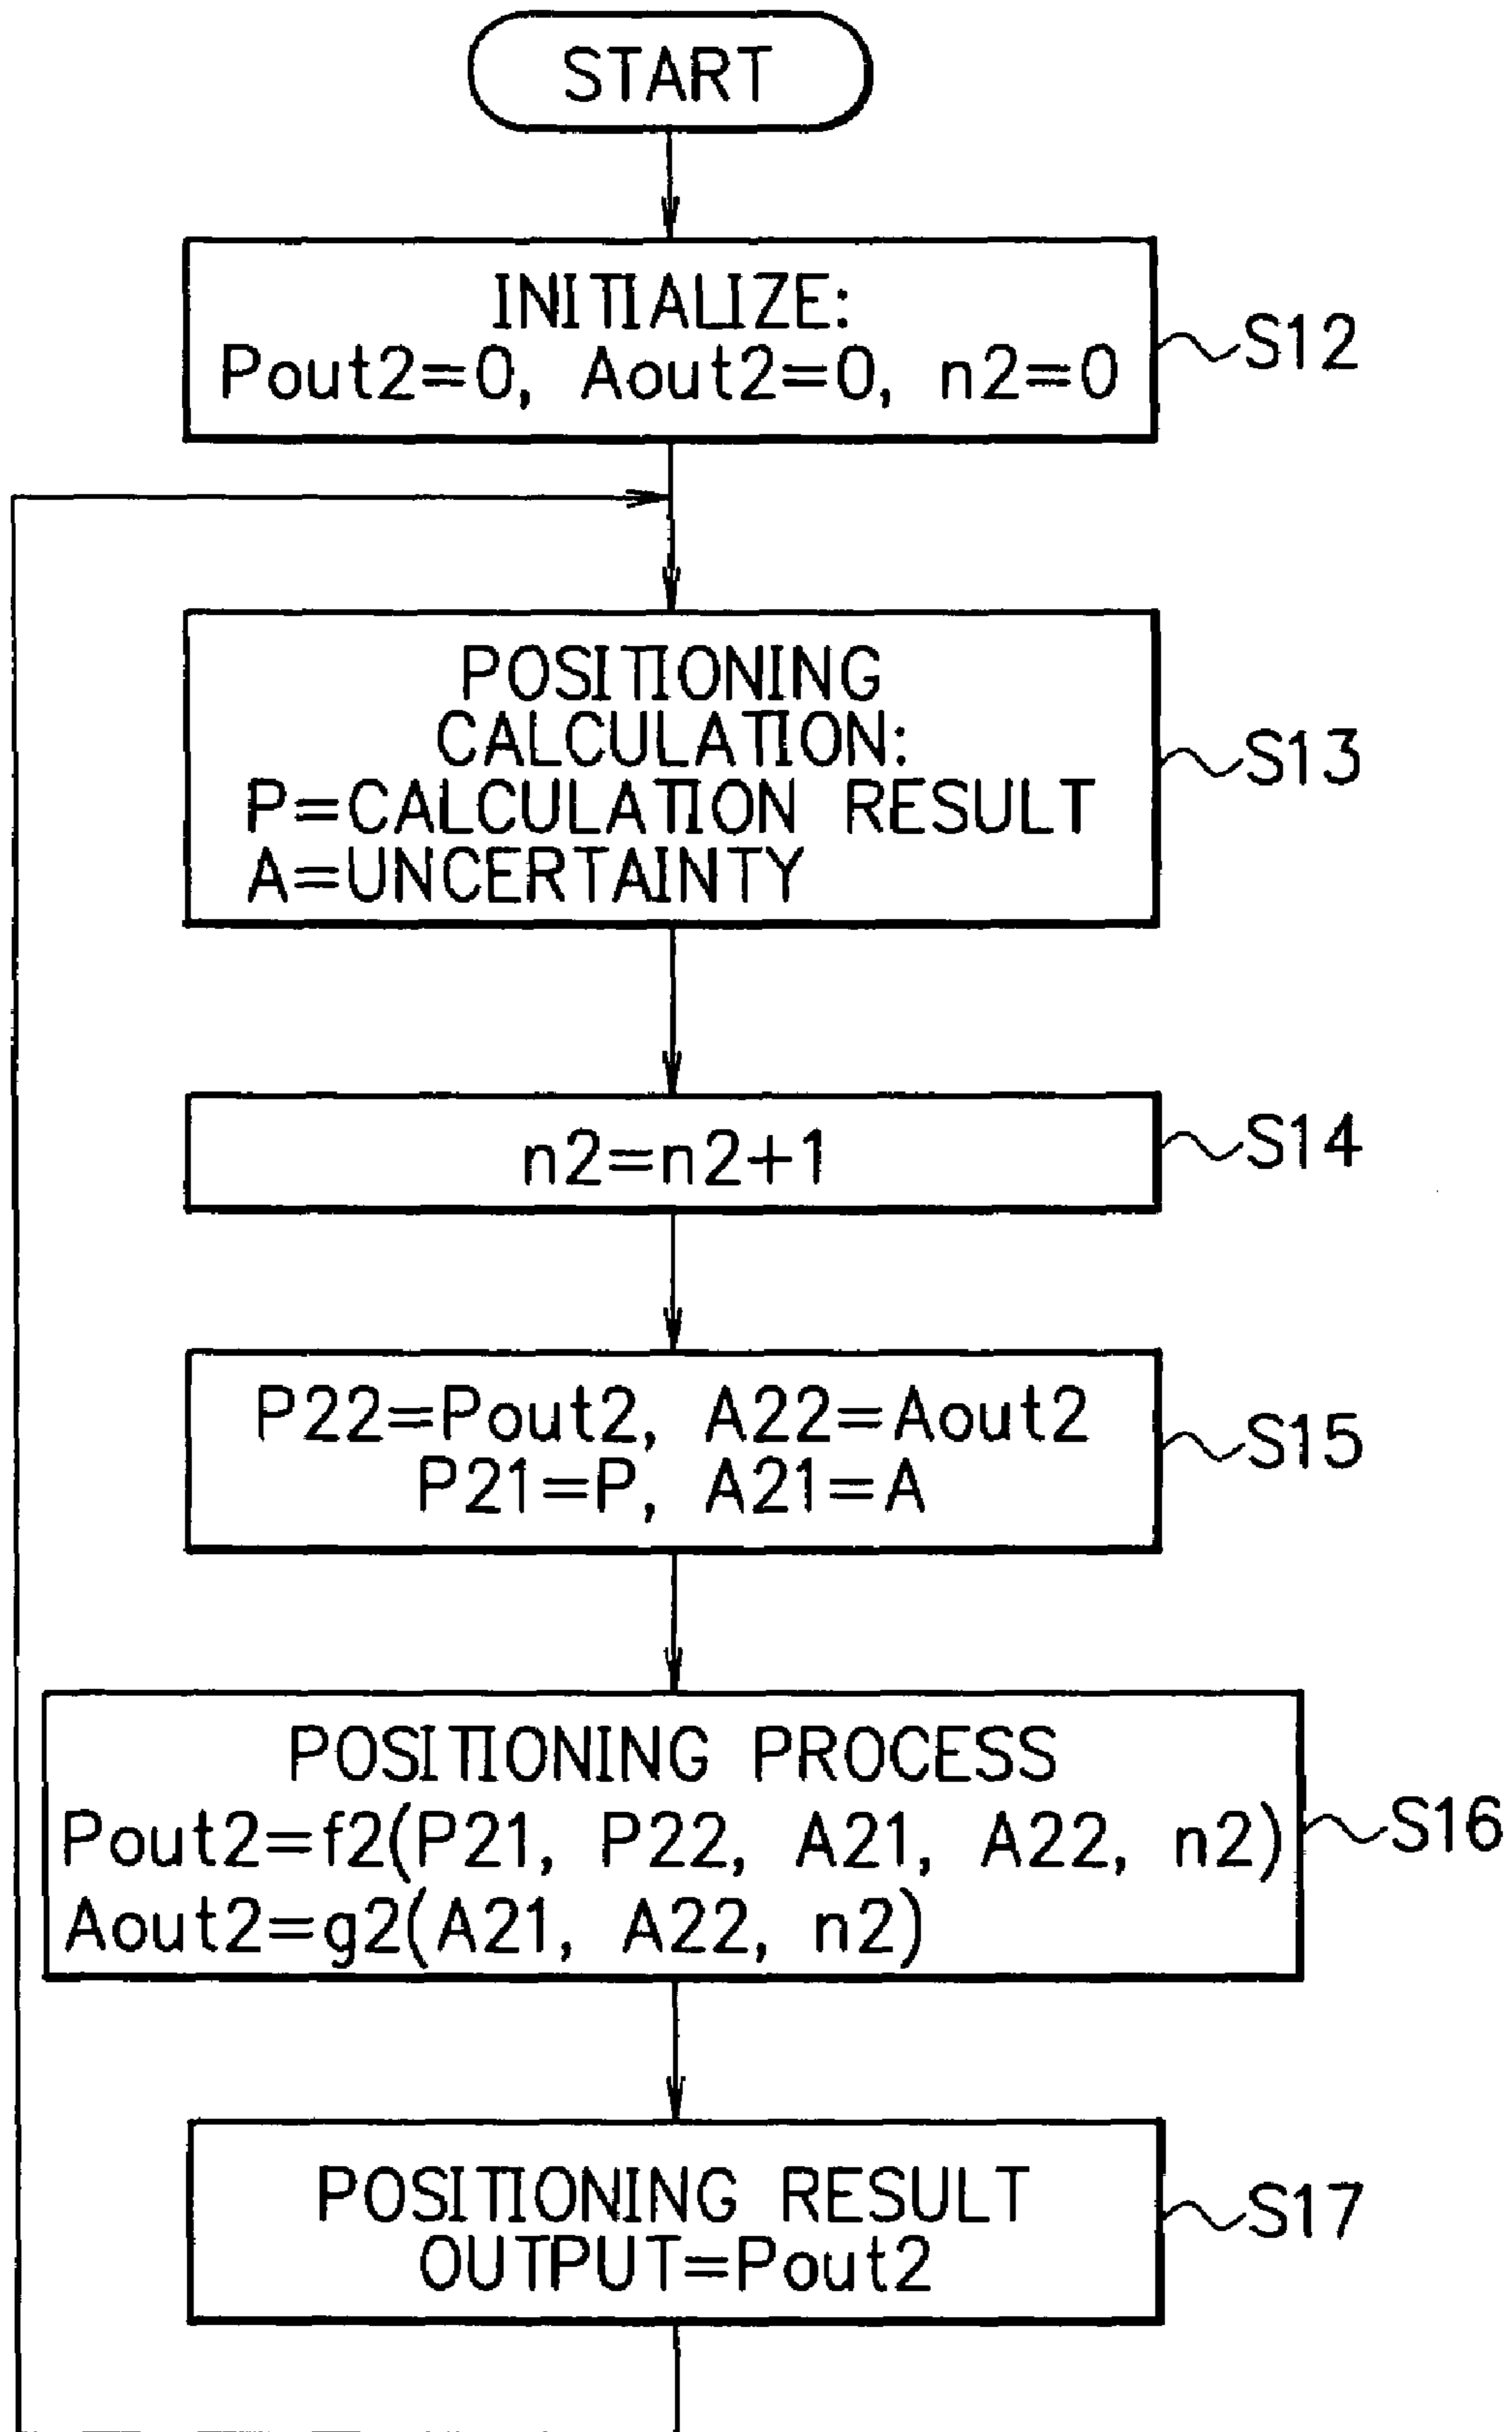 START
INITIALIZE:
Pout2=0, Aout2=0, n2=0
S12
POSITIONING
CALCULATION:
P=CALCULATION RESULT
A=UNCERTAINTY
S13
n2=n2+1
S14
P22=Pout2, A22=Aout2
P21=P, A21=A
S15
POSITIONING PROCESS
Pout2=f2(P21, P22, A21, A22, n2)
Aout2=g2(A21, A22, n2)
S16
POSITIONING RESULT
OUTPUT=Pout2
S17